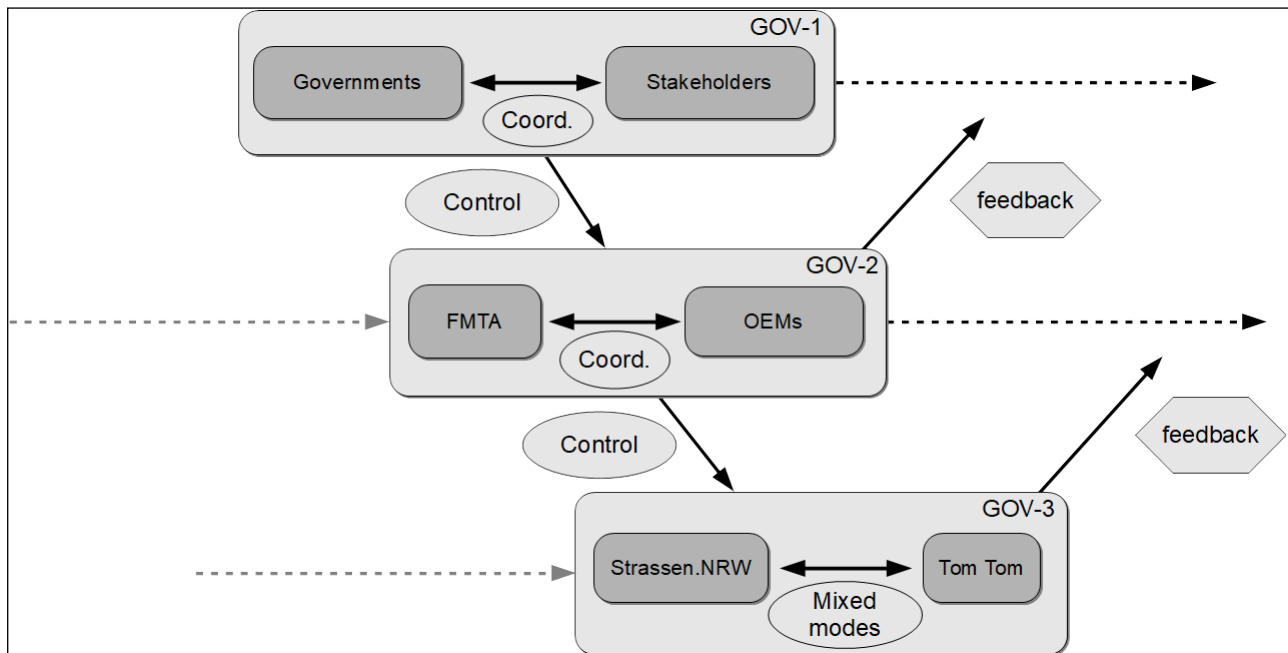 GOV-1
Governments
Stakeholders
Coord.
Control
feedback
GOV-2
FMTA
OEMs
Coord.
Control
feedback
GOV-3
Strassen.NRW
Tom Tom
Mixed
modes